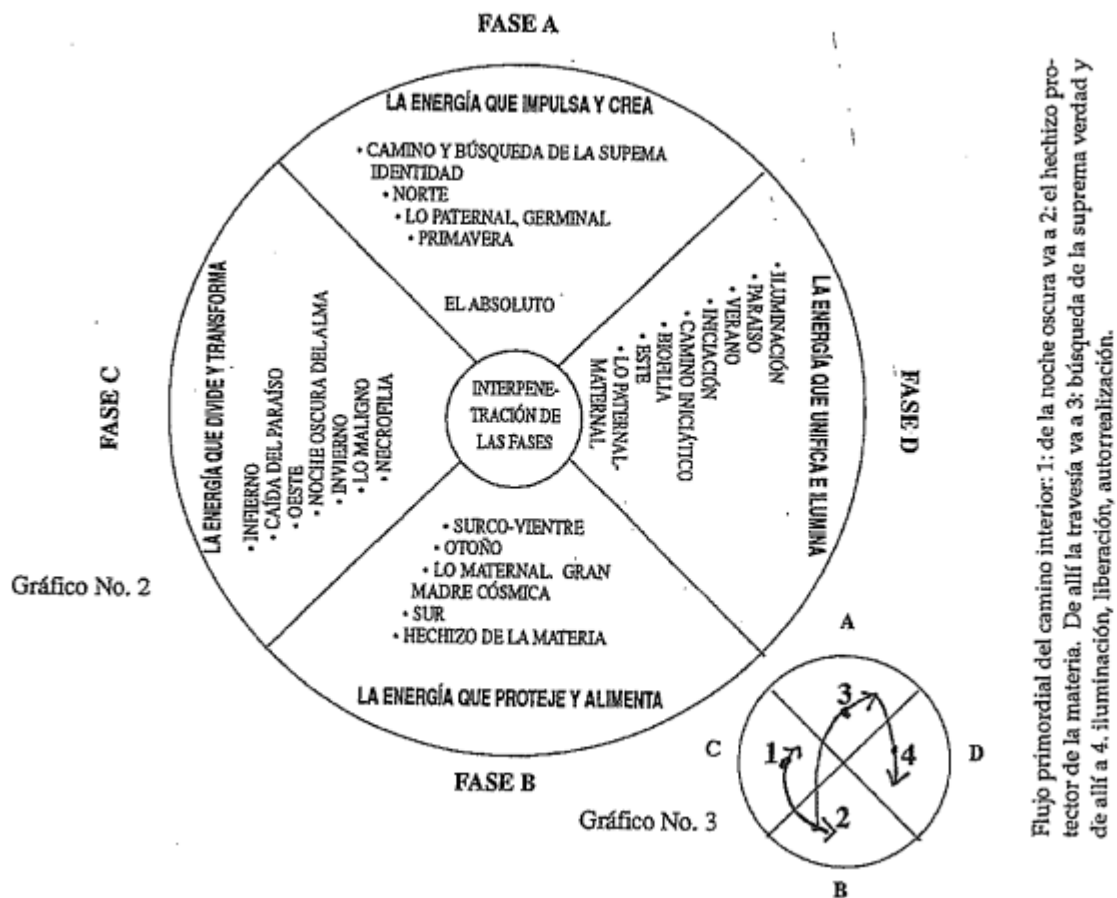 FASE A
LA ENERGÍA QUE IMPULSA Y CREA
• CAMINO Y BÚSQUEDA DE LA SUPEMA
IDENTIDAD
• NORTE
• LO PATERNAL, GERMINAL
• PRIMAVERA
EL ABSOLUTO
INTERPENE-
TRACIÓN DE
LAS FASES
FASE C
LA ENERGÍA QUE DIVIDE Y TRANSFORMA
• INFIERNO
• CAÍDA DEL PARAÍSO
• OESTE
• NOCHE OSCURA DEL ALMA
• INVIERNO
• LO MALIGNO
• NECROFILIA
FASE D
LA ENERGÍA QUE UNIFICA E ILUMINA
• ILUMINACIÓN
• PARAISO
• VERANO
• INICIACIÓN
• CAMINO INICIÁTICO
• BIOFILIA
• ESTE
• LO PATERNAL-
MATERNAL
• SURCO-VIENTRE
• OTOÑO
• LO MATERNAL. GRAN
MADRE CÓSMICA
• SUR
• HECHIZO DE LA MATERIA
LA ENERGÍA QUE PROTEJE Y ALIMENTA
FASE B
Gráfico No. 2
A
3
C
1
4
D
2
B
Gráfico No. 3
Flujo primordial del camino interior: 1: de la noche oscura va a 2: el hechizo pro-
tector de la materia. De allí la travesía va a 3: búsqueda de la suprema verdad y
de allí a 4. iluminación, liberación, autorrealización.